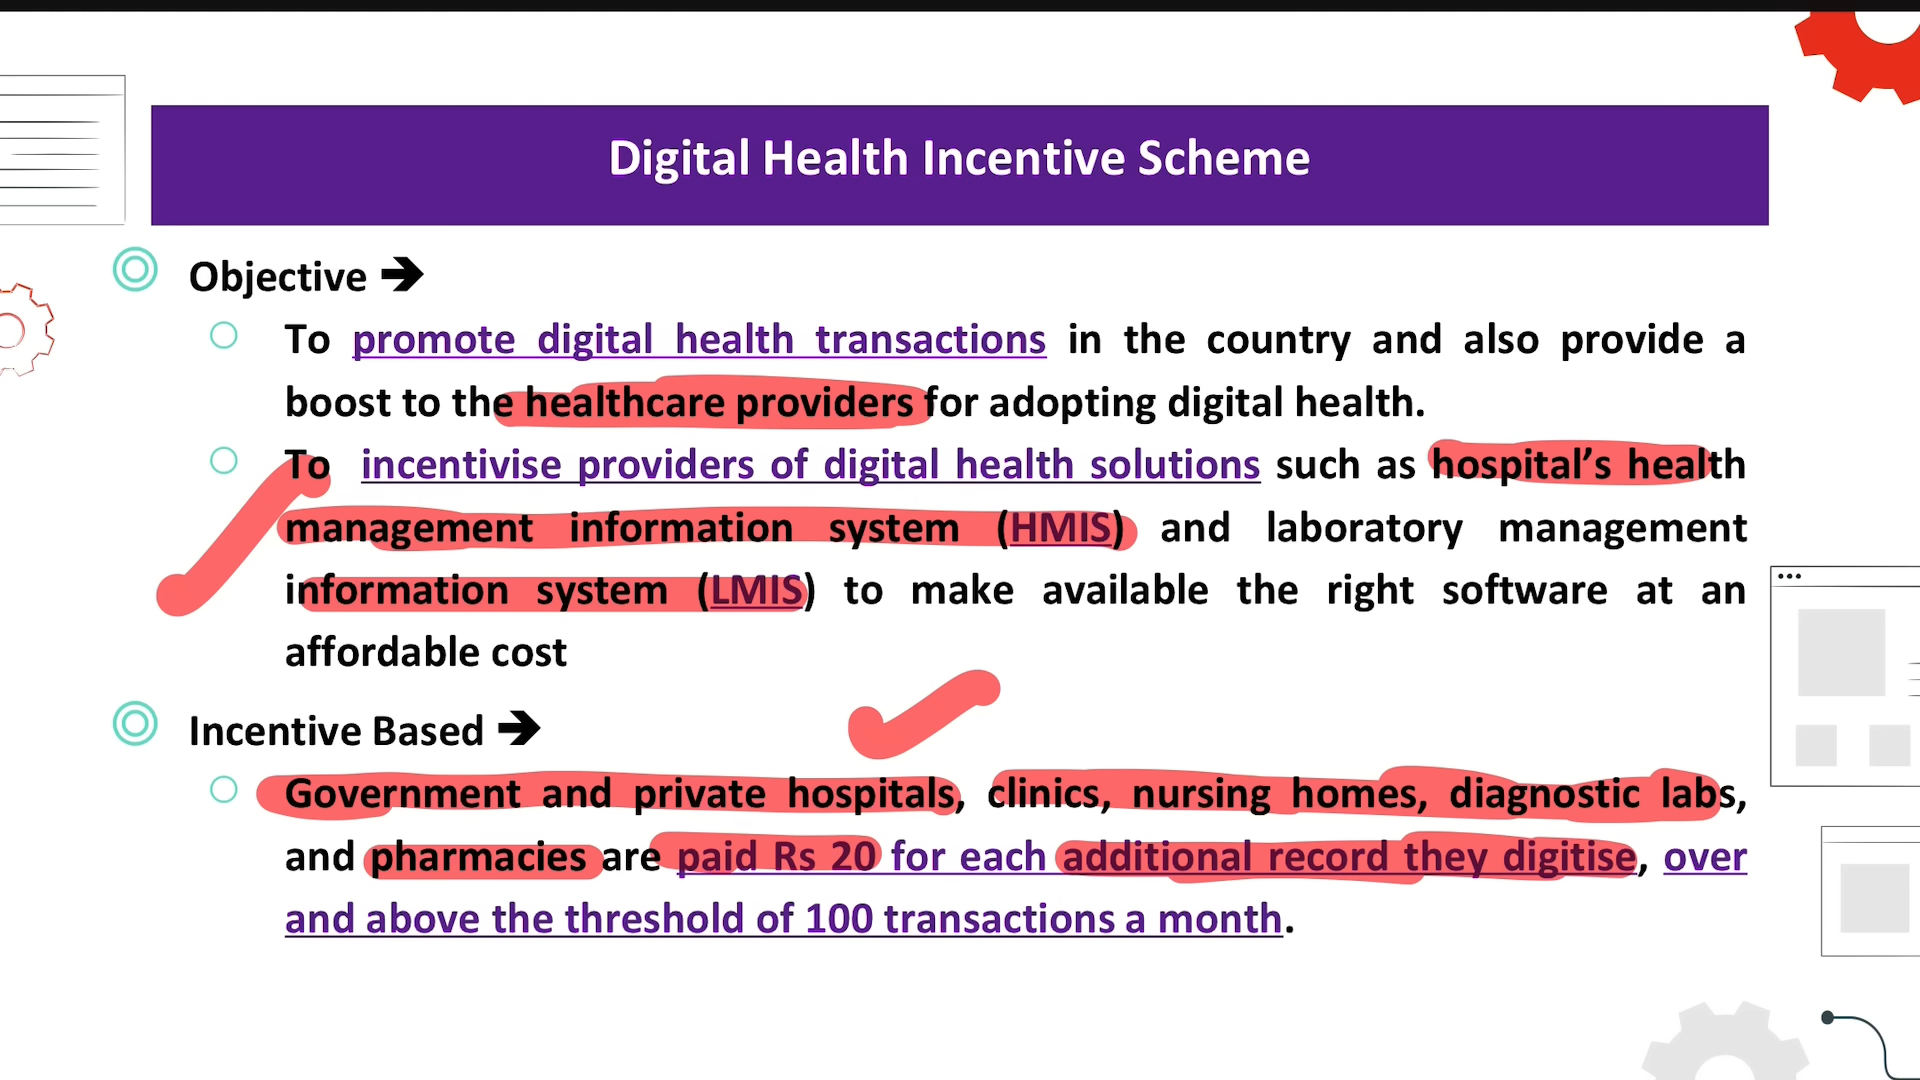 Digital Health Incentive Scheme
Objective ➔
To promote digital health transactions in the country and also provide a
boost to the healthcare providers for adopting digital health.
To incentivise providers of digital health solutions such as hospital’s health
management information system (HMIS) and laboratory management
information system (LMIS) to make available the right software at an
affordable cost
Incentive Based ➔
Government and private hospitals, clinics, nursing homes, diagnostic labs,
and pharmacies are paid Rs 20 for each additional record they digitise, over
and above the threshold of 100 transactions a month.